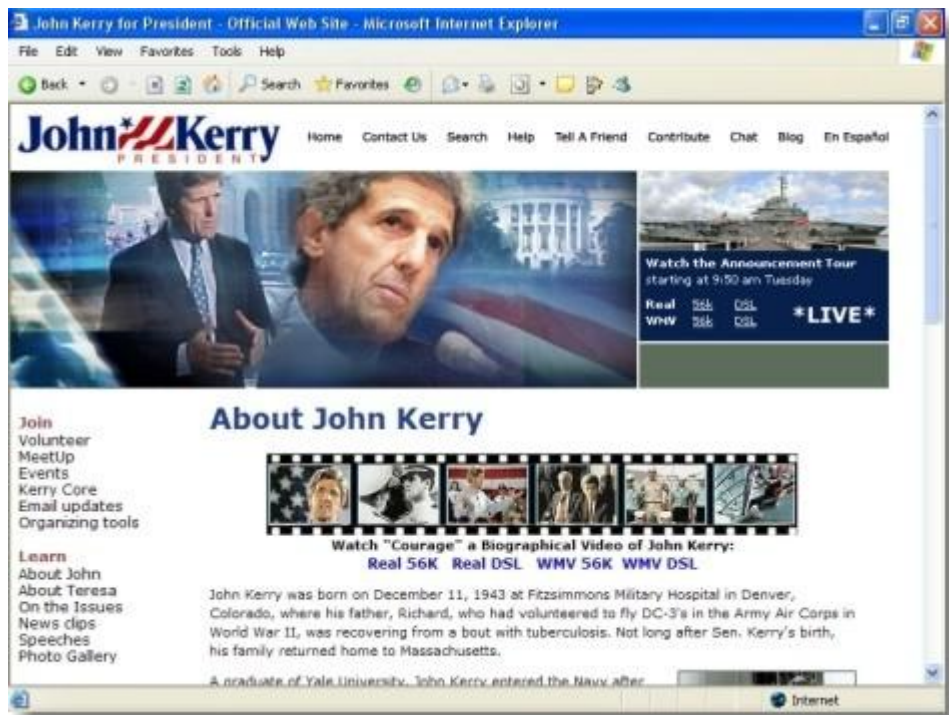 John Kerry for President - Official Web Site - Microsoft Internet Explorer
File Edit View Favorites Tools Help
Back Search Favorites
John Kerry
PRESIDENT
Home Contact Us Search Help Tell A Friend Contribute Chat Blog En Español
Watch the Announcement Tour
starting at 9:50 am Tuesday
Real 56k DSL
WMV 56k DSL
*LIVE*
Join
Volunteer
MeetUp
Events
Kerry Core
Email updates
Organizing tools
Learn
About John
About Teresa
On the Issues
News clips
Speeches
Photo Gallery
About John Kerry
Watch "Courage" a Biographical Video of John Kerry:
Real 56K Real DSL WMV 56K WMV DSL
John Kerry was born on December 11, 1943 at Fitzsimmons Military Hospital in Denver,
Colorado, where his father, Richard, who had volunteered to fly DC-3's in the Army Air Corps in
World War II, was recovering from a bout with tuberculosis. Not long after Sen. Kerry's birth,
his family returned home to Massachusetts.
A graduate of Yale University, John Kerry entered the Navy after
Internet